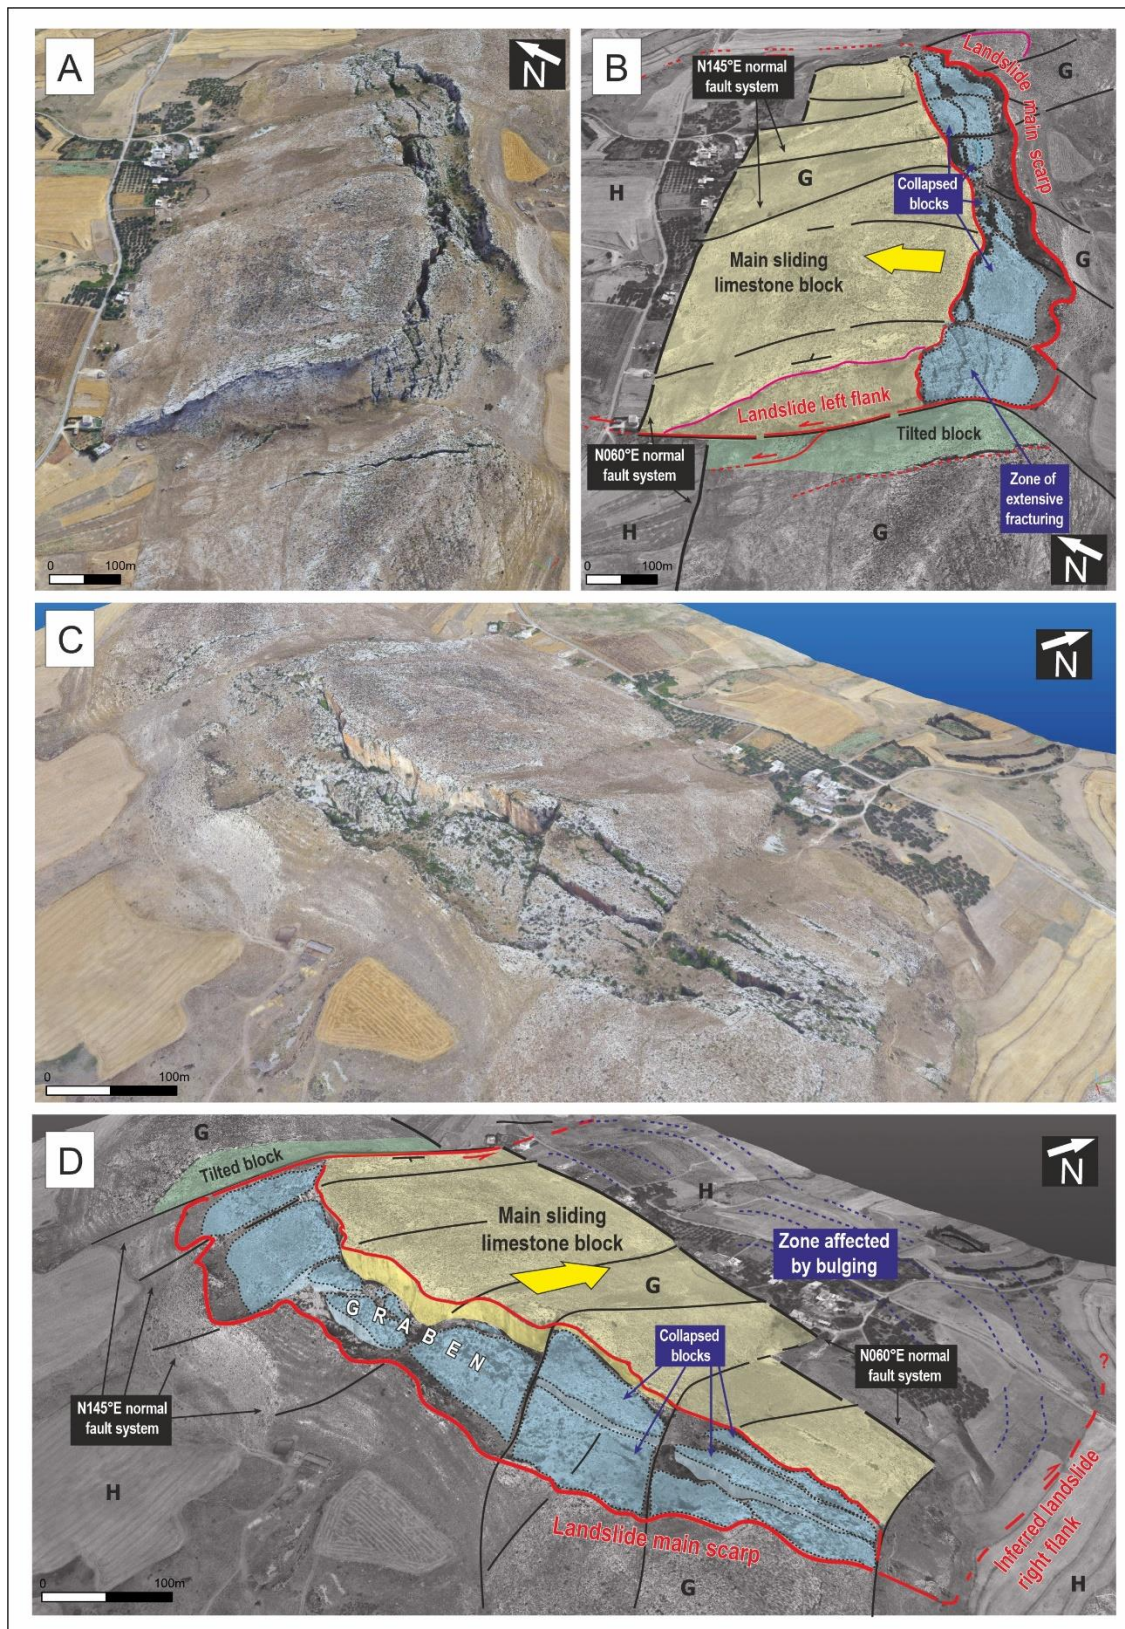 A
N
0
100m
B
N145°E normal
fault system
Landslide main scarp
G
H
G
Collapsed
blocks
G
Main sliding
limestone block
Landslide left flank
Tilted block
N060°E normal
fault system
Zone of
extensive
fracturing
H
G
N
0
100m
C
N
0
100m
D
G
Tilted block
N
H
Main sliding
limestone block
Zone affected
by bulging
G
GRABEN
Collapsed
blocks
N060°E normal
fault system
?
N145°E normal
fault system
H
Landslide main scarp
Inferred landslide
right flank
G
H
0
100m